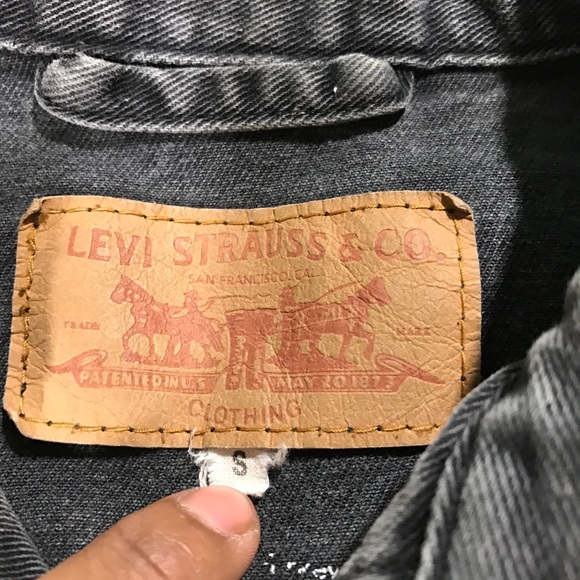 LEVI STRAUSS & CO.
SAN FRANCISCO, CAL.
TRADE MARK
PATENTED IN U.S. MAY 20 1873
CLOTHING
S